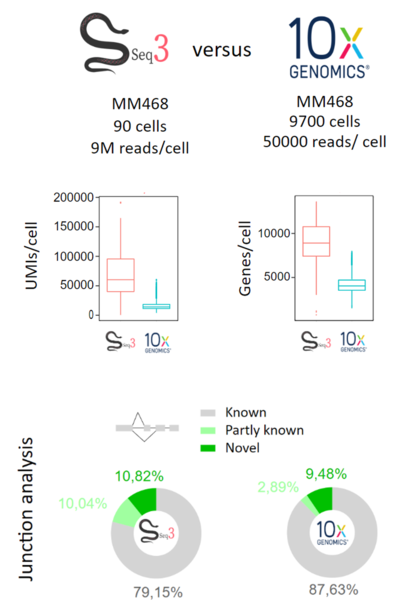 Seq3 versus 10x
GENOMICS®
MM468
90 cells
9M reads/cell
MM468
9700 cells
50000 reads/ cell
UMIs/cell
200000
150000
100000
50000
0
Seq3 10x
GENOMICS®
Genes/cell
10000
5000
Seq3 10x
GENOMICS®
Junction analysis
Known
Partly known
Novel
10,82%
10,04%
Seq3
79,15%
9,48%
2,89%
10x
GENOMICS®
87,63%